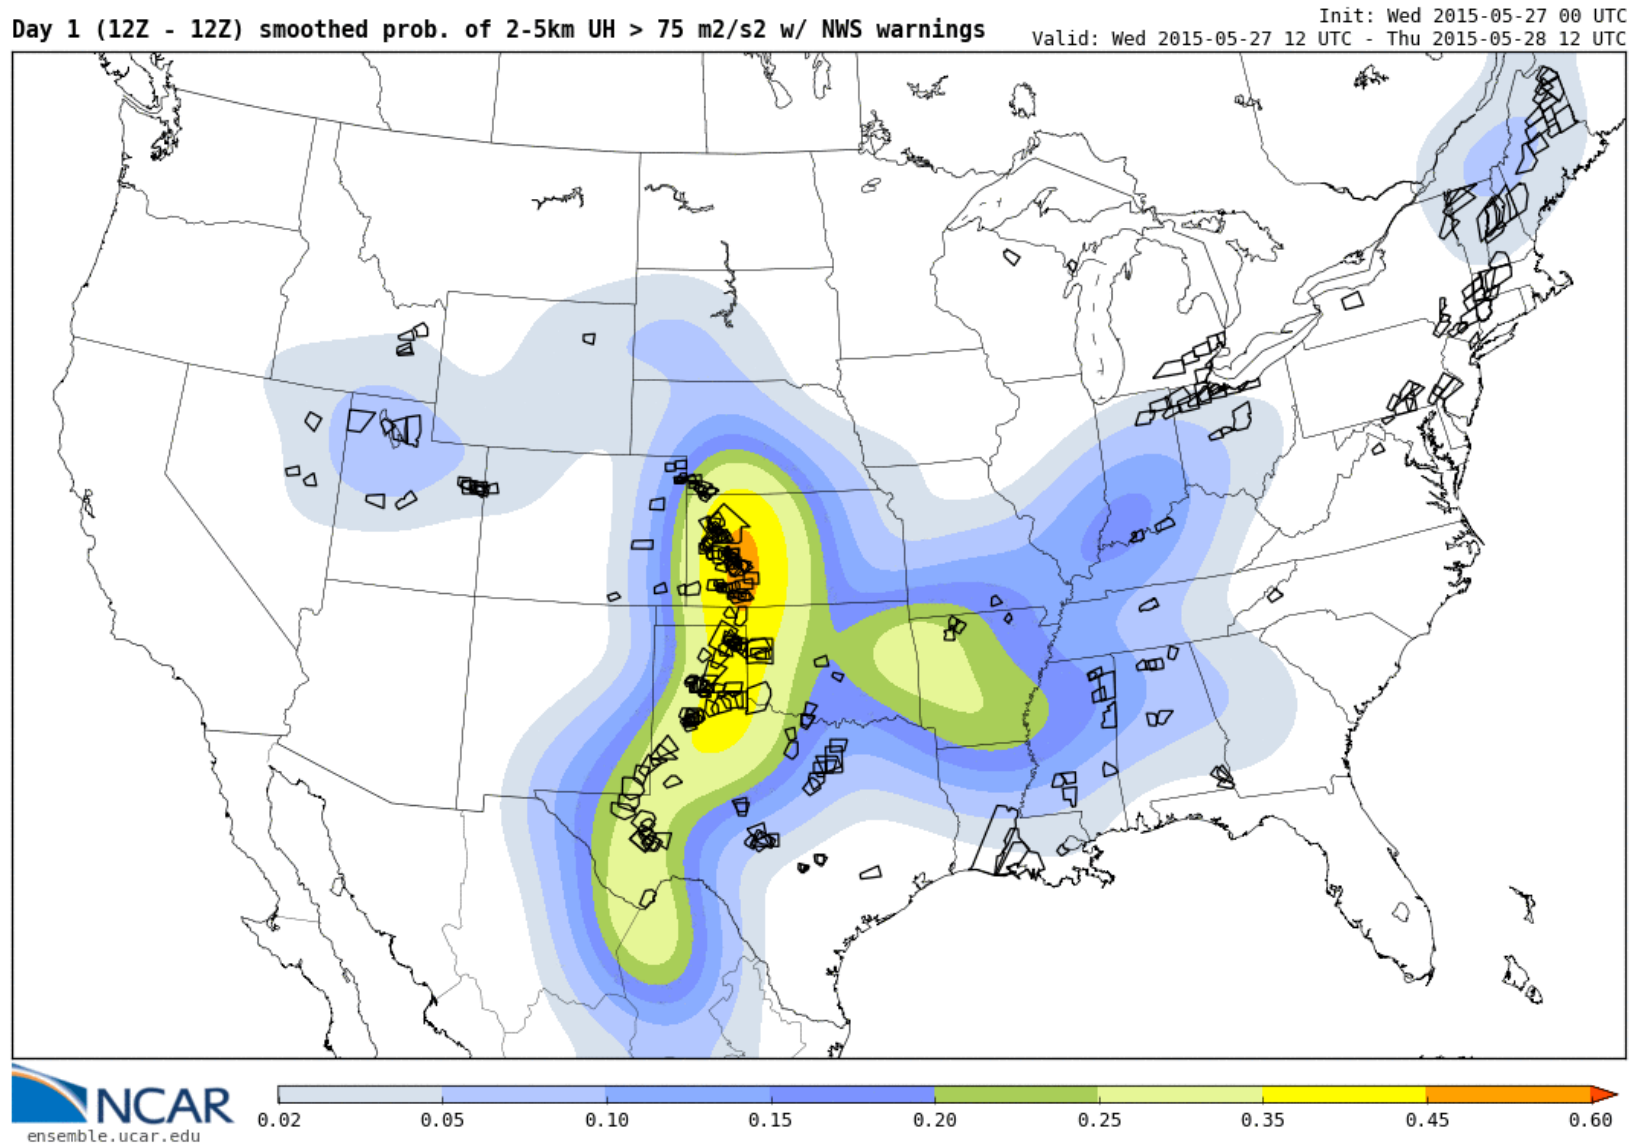 Init: Wed 2015-05-27 00 UTC
Day 1 (12Z - 12Z) smoothed prob. of 2-5km UH > 75 m2/s2 w/ NWS warnings
Valid: Wed 2015-05-27 12 UTC - Thu 2015-05-28 12 UTC
NCAR
ensemble.ucar.edu
0.02 0.05 0.10 0.15 0.20 0.25 0.35 0.45 0.60